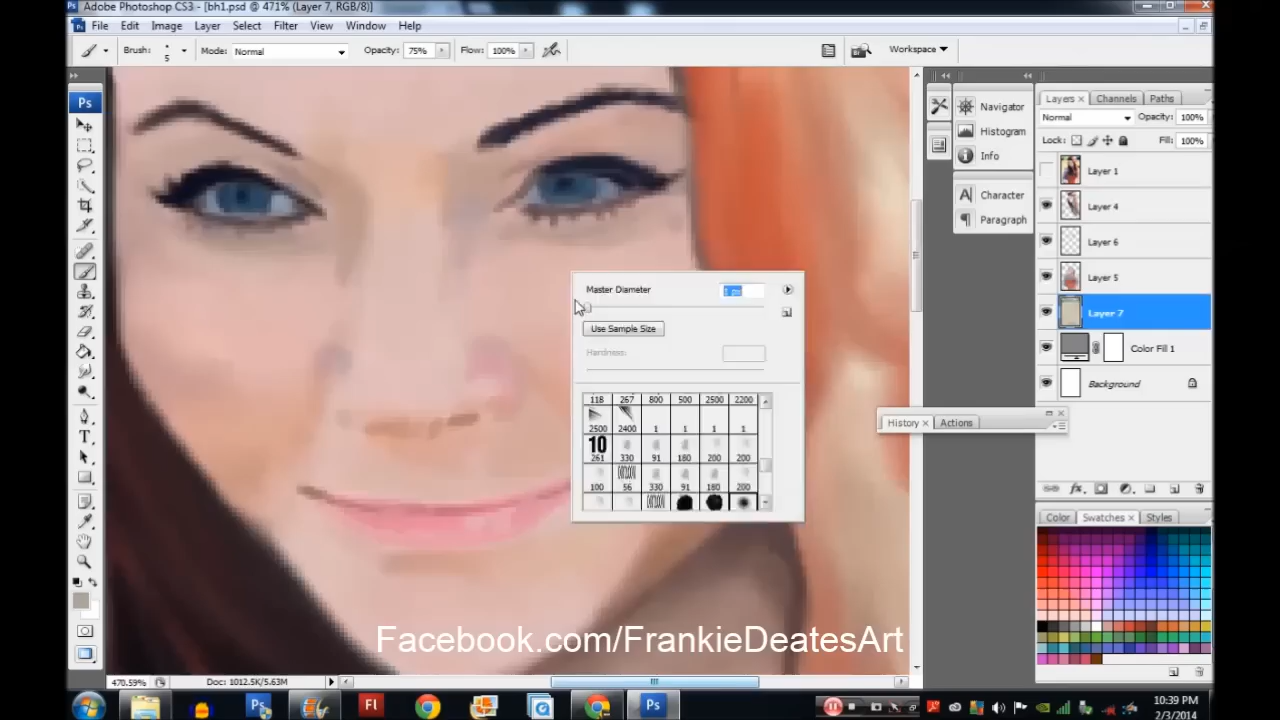 Adobe Photoshop CS3 - [bh1.psd @ 471% (Layer 7, RGB/8)]
File Edit Image Layer Select Filter View Window Help
Brush: 5 Mode: Normal Opacity: 75% Flow: 100% Workspace
Ps
Layers Channels Paths
Normal Opacity: 100%
Lock: Fill: 100%
Navigator
Histogram
Info
Character
Paragraph
Layer 1
Layer 4
Layer 6
Layer 5
Layer 7
Color Fill 1
Background
Master Diameter
Use Sample Size
Hardness:
118 267 800 500 2500 2200
2500 2400 1 1 1 1
10
261 330 91 180 200 200
100 56 330 91 180 200
History Actions
Color Swatches Styles
Facebook.com/FrankieDeatesArt
470.59% Doc: 1012.5K/5.63M
Ps Fl Ps
10:39 PM
2/3/2014